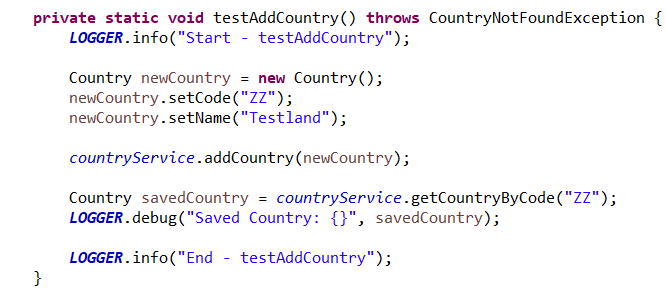 private static void testAddCountry() throws CountryNotFoundException {
LOGGER.info("Start - testAddCountry");
Country newCountry = new Country();
newCountry.setCode("ZZ");
newCountry.setName("Testland");
countryService.addCountry(newCountry);
Country savedCountry = countryService.getCountryByCode("ZZ");
LOGGER.debug("Saved Country: {}", savedCountry);
LOGGER.info("End - testAddCountry");
}